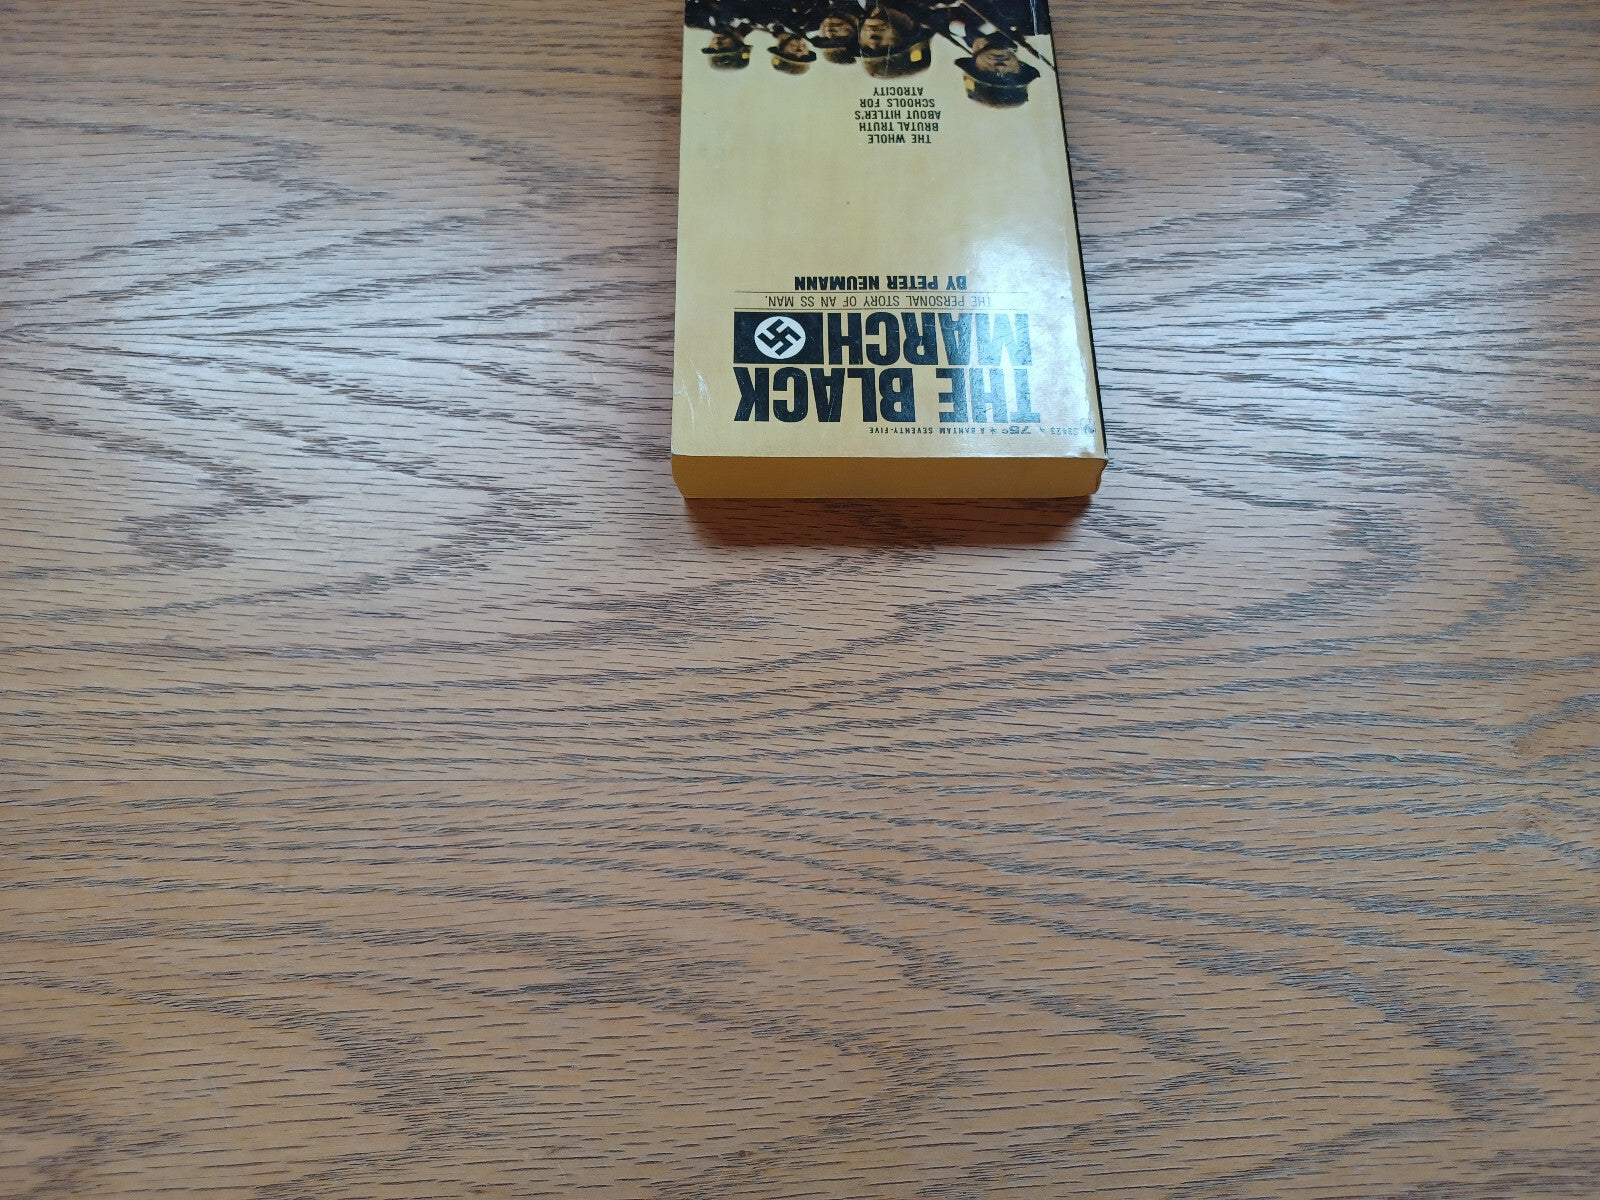 A BANTAM SEVENTY-FIVE ★ 75¢
THE BLACK
MARCH
THE PERSONAL STORY OF AN SS MAN.
BY PETER NEUMANN
THE WHOLE
BRUTAL TRUTH
ABOUT HITLER'S
SCHOOLS FOR
ATROCITY